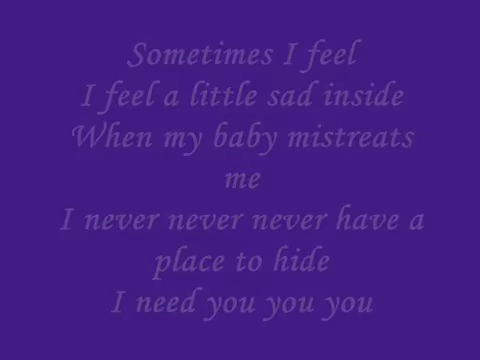 Sometimes I feel
I feel a little sad inside
When my baby mistreats
me
I never never never have a
place to hide
I need you you you